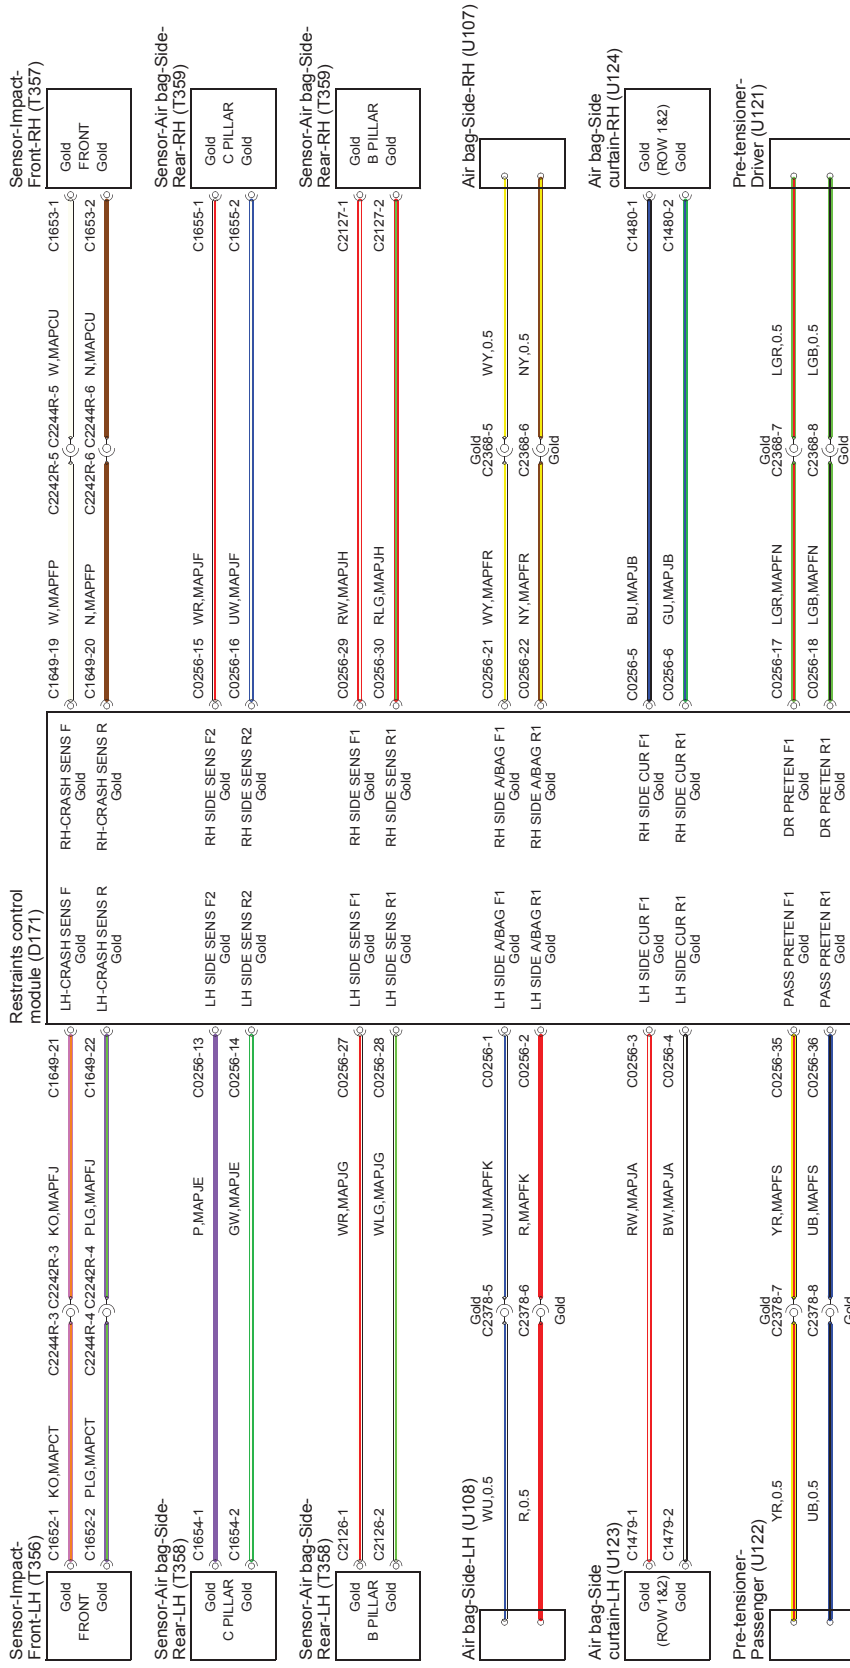 Sensor-Impact-
Front-LH (T356)
Gold
FRONT
Gold
C1652-1
KO,MAPCT
C2244R-3
C2242R-3
KO,MAPFJ
C1649-21
C1652-2
PLG,MAPCT
C2244R-4
C2242R-4
PLG,MAPFJ
C1649-22
Restraints control
module (D171)
LH-CRASH SENS F
Gold
LH-CRASH SENS R
Gold
RH-CRASH SENS F
Gold
RH-CRASH SENS R
Gold
C1649-19
W,MAPFP
C2242R-5
C2244R-5
W,MAPCU
C1653-1
C1649-20
N,MAPFP
C2242R-6
C2244R-6
N,MAPCU
C1653-2
Sensor-Impact-
Front-RH (T357)
Gold
FRONT
Gold
Sensor-Air bag-Side-
Rear-LH (T358)
Gold
C PILLAR
Gold
C1654-1
P,MAPJE
C0256-13
C1654-2
GW,MAPJE
C0256-14
LH SIDE SENS F2
Gold
LH SIDE SENS R2
Gold
RH SIDE SENS F2
Gold
RH SIDE SENS R2
Gold
C0256-15
WR,MAPJF
C1655-1
C0256-16
UW,MAPJF
C1655-2
Sensor-Air bag-Side-
Rear-RH (T359)
Gold
C PILLAR
Gold
Sensor-Air bag-Side-
Rear-LH (T358)
Gold
B PILLAR
Gold
C2126-1
WR,MAPJG
C0256-27
C2126-2
WLG,MAPJG
C0256-28
LH SIDE SENS F1
Gold
LH SIDE SENS R1
Gold
RH SIDE SENS F1
Gold
RH SIDE SENS R1
Gold
C0256-29
RW,MAPJH
C2127-1
C0256-30
RLG,MAPJH
C2127-2
Sensor-Air bag-Side-
Rear-RH (T359)
Gold
B PILLAR
Gold
Air bag-Side-LH (U108)
WU,0.5
Gold
C2378-5
WU,MAPFK
C0256-1
R,0.5
C2378-6
Gold
R,MAPFK
C0256-2
LH SIDE A/BAG F1
Gold
LH SIDE A/BAG R1
Gold
RH SIDE A/BAG F1
Gold
RH SIDE A/BAG R1
Gold
C0256-21
WY,MAPFR
Gold
C2368-5
WY,0.5
C0256-22
NY,MAPFR
C2368-6
Gold
NY,0.5
Air bag-Side-RH (U107)
Air bag-Side
curtain-LH (U123)
Gold
(ROW 1&2)
Gold
C1479-1
RW,MAPJA
C0256-3
C1479-2
BW,MAPJA
C0256-4
LH SIDE CUR F1
Gold
LH SIDE CUR R1
Gold
RH SIDE CUR F1
Gold
RH SIDE CUR R1
Gold
C0256-5
BU,MAPJB
C1480-1
C0256-6
GU,MAPJB
C1480-2
Air bag-Side
curtain-RH (U124)
Gold
(ROW 1&2)
Gold
Pre-tensioner-
Passenger (U122)
YR,0.5
Gold
C2378-7
YR,MAPFS
C0256-35
UB,0.5
C2378-8
Gold
UB,MAPFS
C0256-36
PASS PRETEN F1
Gold
PASS PRETEN R1
Gold
DR PRETEN F1
Gold
DR PRETEN R1
Gold
C0256-17
LGR,MAPFN
Gold
C2368-7
LGR,0.5
C0256-18
LGB,MAPFN
C2368-8
Gold
LGB,0.5
Pre-tensioner-
Driver (U121)